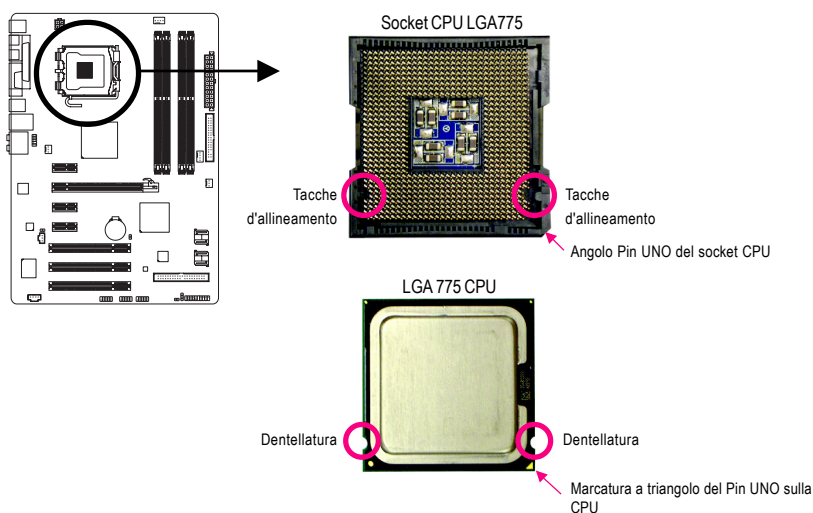 Socket CPU LGA775
Tacche
d'allineamento
Tacche
d'allineamento
Angolo Pin UNO del socket CPU
LGA 775 CPU
Dentellatura
Dentellatura
Marcatura a triangolo del Pin UNO sulla
CPU